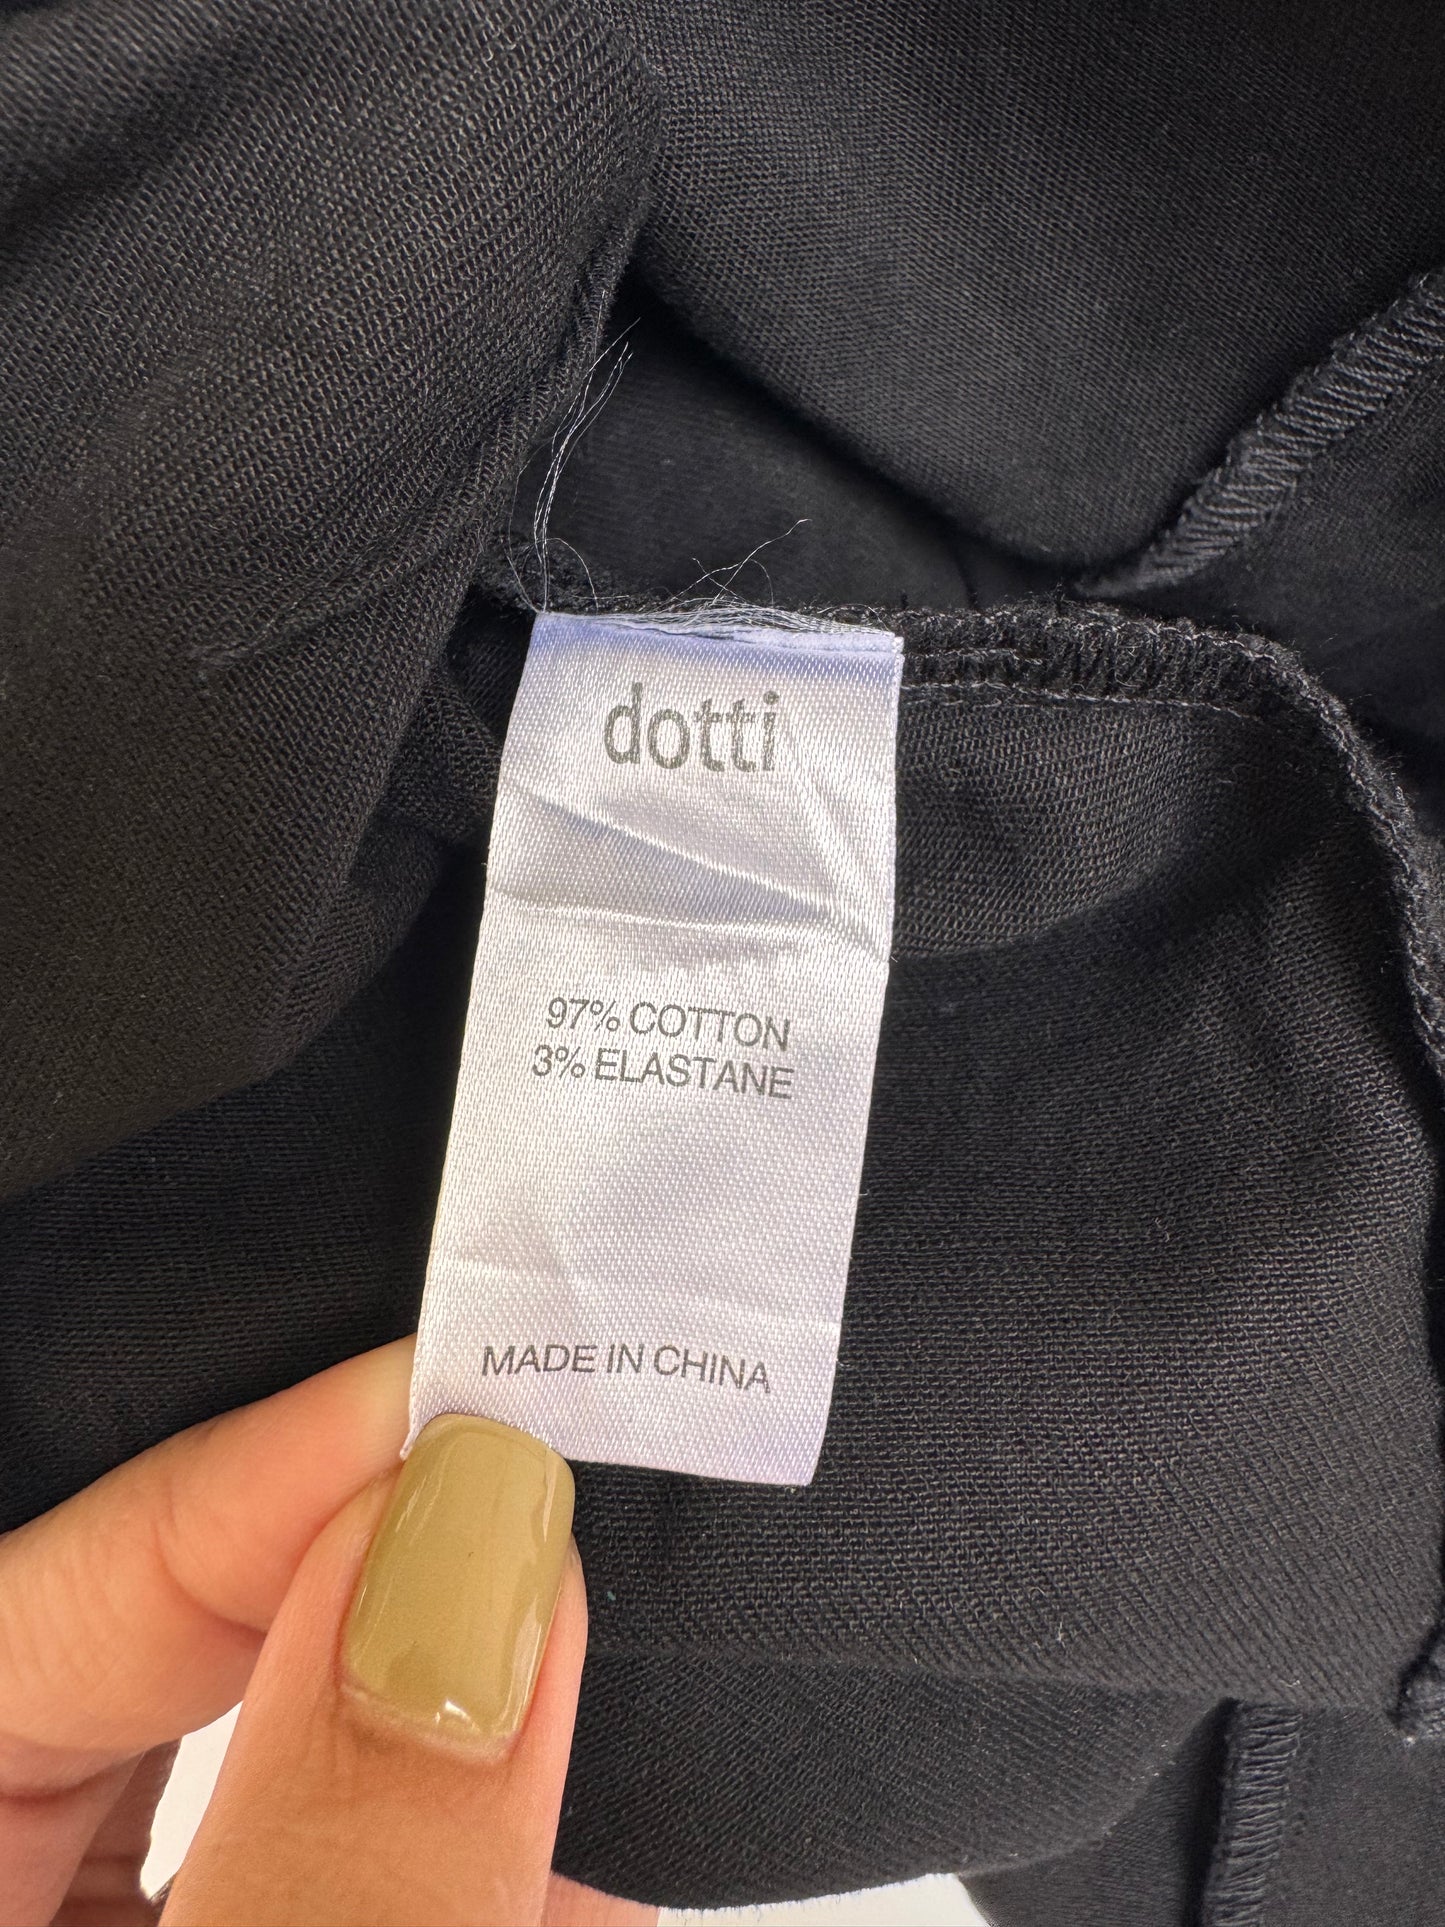 dotti
97% COTTON
3% ELASTANE
MADE IN CHINA